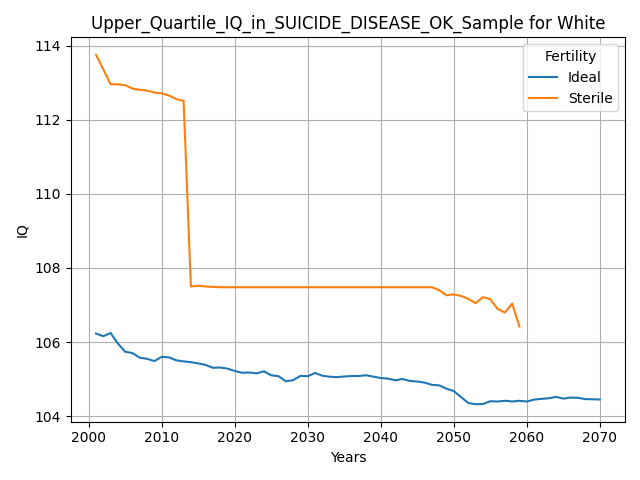 Upper_Quartile_IQ_in_SUICIDE_DISEASE_OK_Sample for White
114
112
110
108
106
104
IQ
Fertility
Ideal
Sterile
2000 2010 2020 2030 2040 2050 2060 2070
Years